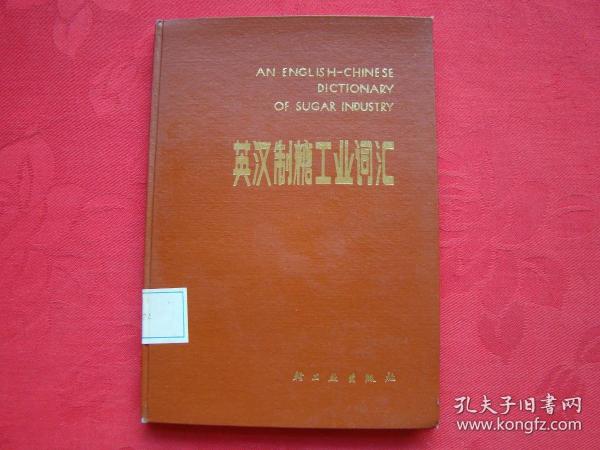 AN ENGLISH-CHINESE
DICTIONARY
OF SUGAR INDUSTRY
英汉制糖工业词汇
轻工业出版社
孔夫子旧书网
www.kongfz.com